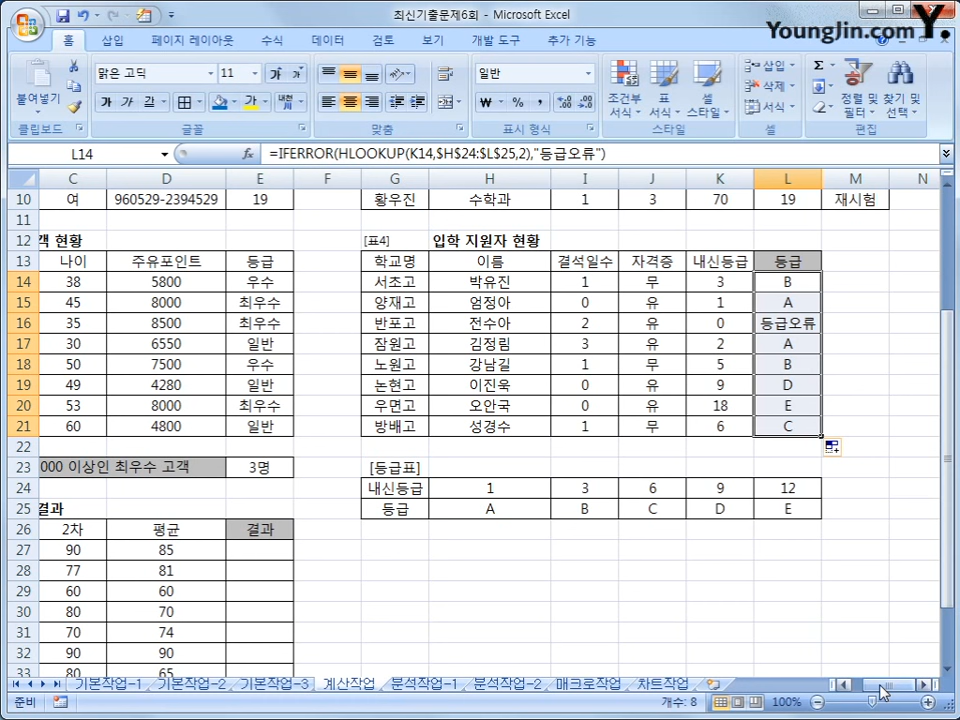 최신기출문제6회 - Microsoft Excel
YoungJin.com Y.
홈 삽입 페이지 레이아웃 수식 데이터 검토 보기 개발 도구 추가 기능
붙여넣기 맑은 고딕 11 가 가 일반 조건부 서식 표 서식 셀 스타일 삽입 삭제 서식 Σ 정렬 및 필터 찾기 및 선택
가 가 가 가 내천 ₩ % ,
클립보드 글꼴 맞춤 표시 형식 스타일 셀 편집
L14 fx =IFERROR(HLOOKUP(K14,$H$24:$L$25,2),"등급오류")
C D E F G H I J K L M N
10 여 960529-2394529 19 황우진 수학과 1 3 70 19 재시험
11
12 객 현황 [표4] 입학 지원자 현황
13 나이 주유포인트 등급 학교명 이름 결석일수 자격증 내신등급 등급
14 38 5800 우수 서초고 박유진 1 무 3 B
15 45 8000 최우수 양재고 엄정아 0 유 1 A
16 35 8500 최우수 반포고 전수아 2 유 0 등급오류
17 30 6550 일반 잠원고 김정림 3 유 2 A
18 50 7500 우수 노원고 강남길 1 무 5 B
19 49 4280 일반 논현고 이진욱 0 유 9 D
20 53 8000 최우수 우면고 오안국 0 유 18 E
21 60 4800 일반 방배고 성경수 1 무 6 C
22
23 000 이상인 최우수 고객 3명 [등급표]
24 내신등급 1 3 6 9 12
25 결과 등급 A B C D E
26 2차 평균 결과
27 90 85
28 77 81
29 60 60
30 80 70
31 70 74
32 90 90
33 80 65
기본작업-1 기본작업-2 기본작업-3 계산작업 분석작업-1 분석작업-2 매크로작업 차트작업
준비 개수: 8 100%